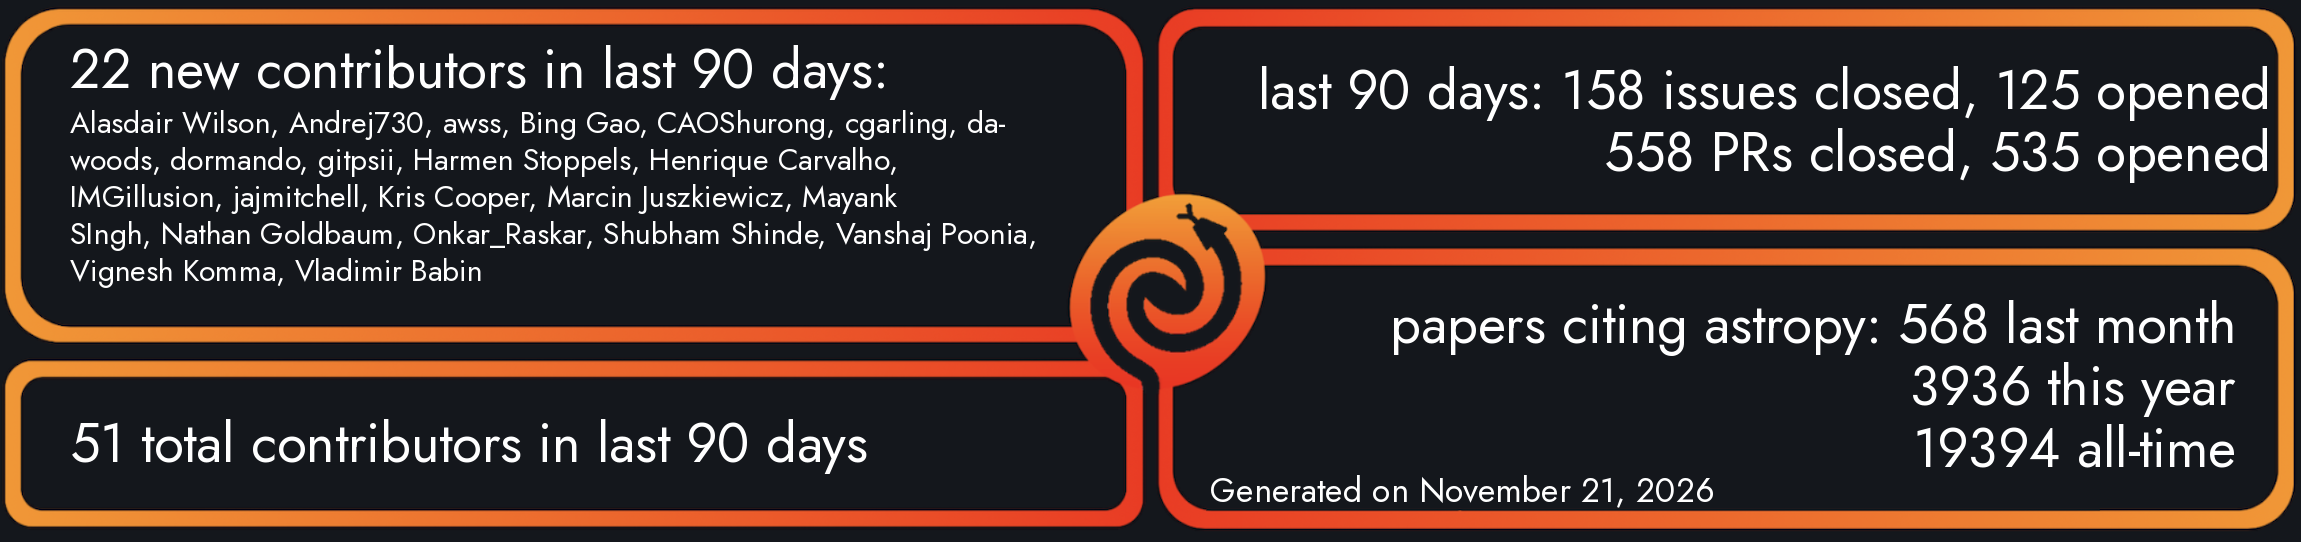 22 new contributors in last 90 days:
Alasdair Wilson, Andrej730, awss, Bing Gao, CAOShurong, cgarling, da-
woods, dormando, gitpsii, Harmen Stoppels, Henrique Carvalho,
IMGillusion, jajmitchell, Kris Cooper, Marcin Juszkiewicz, Mayank
SIngh, Nathan Goldbaum, Onkar_Raskar, Shubham Shinde, Vanshaj Poonia,
Vignesh Komma, Vladimir Babin
51 total contributors in last 90 days
last 90 days: 158 issues closed, 125 opened
558 PRs closed, 535 opened
papers citing astropy: 568 last month
3936 this year
19394 all-time
Generated on November 21, 2026